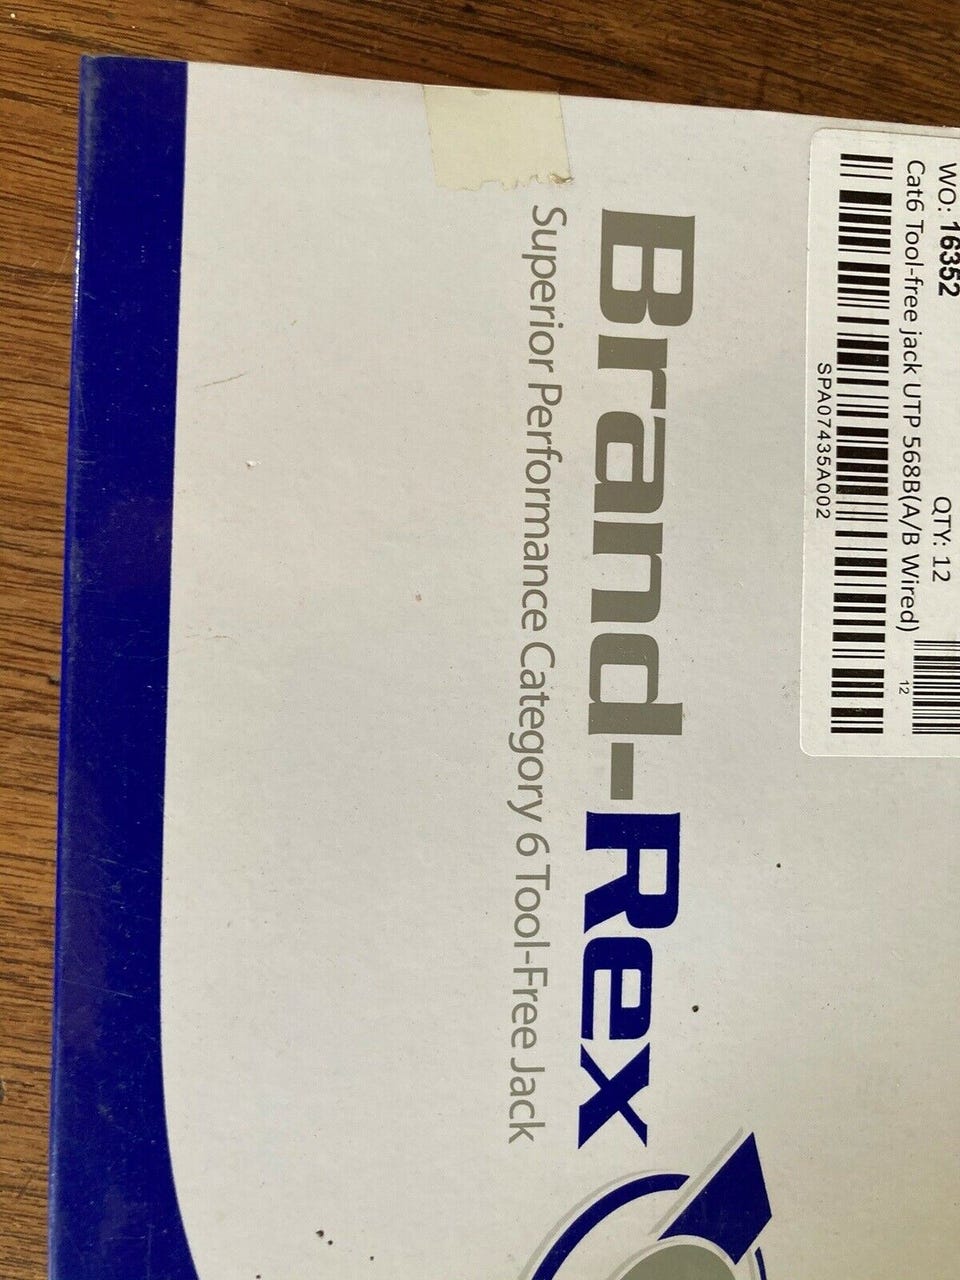 WO: 16352 QTY: 12
Cat6 Tool-free jack UTP 568B(A/B Wired)
12
SPA07435A002
Brand-Rex
Superior Performance Category 6 Tool-Free Jack